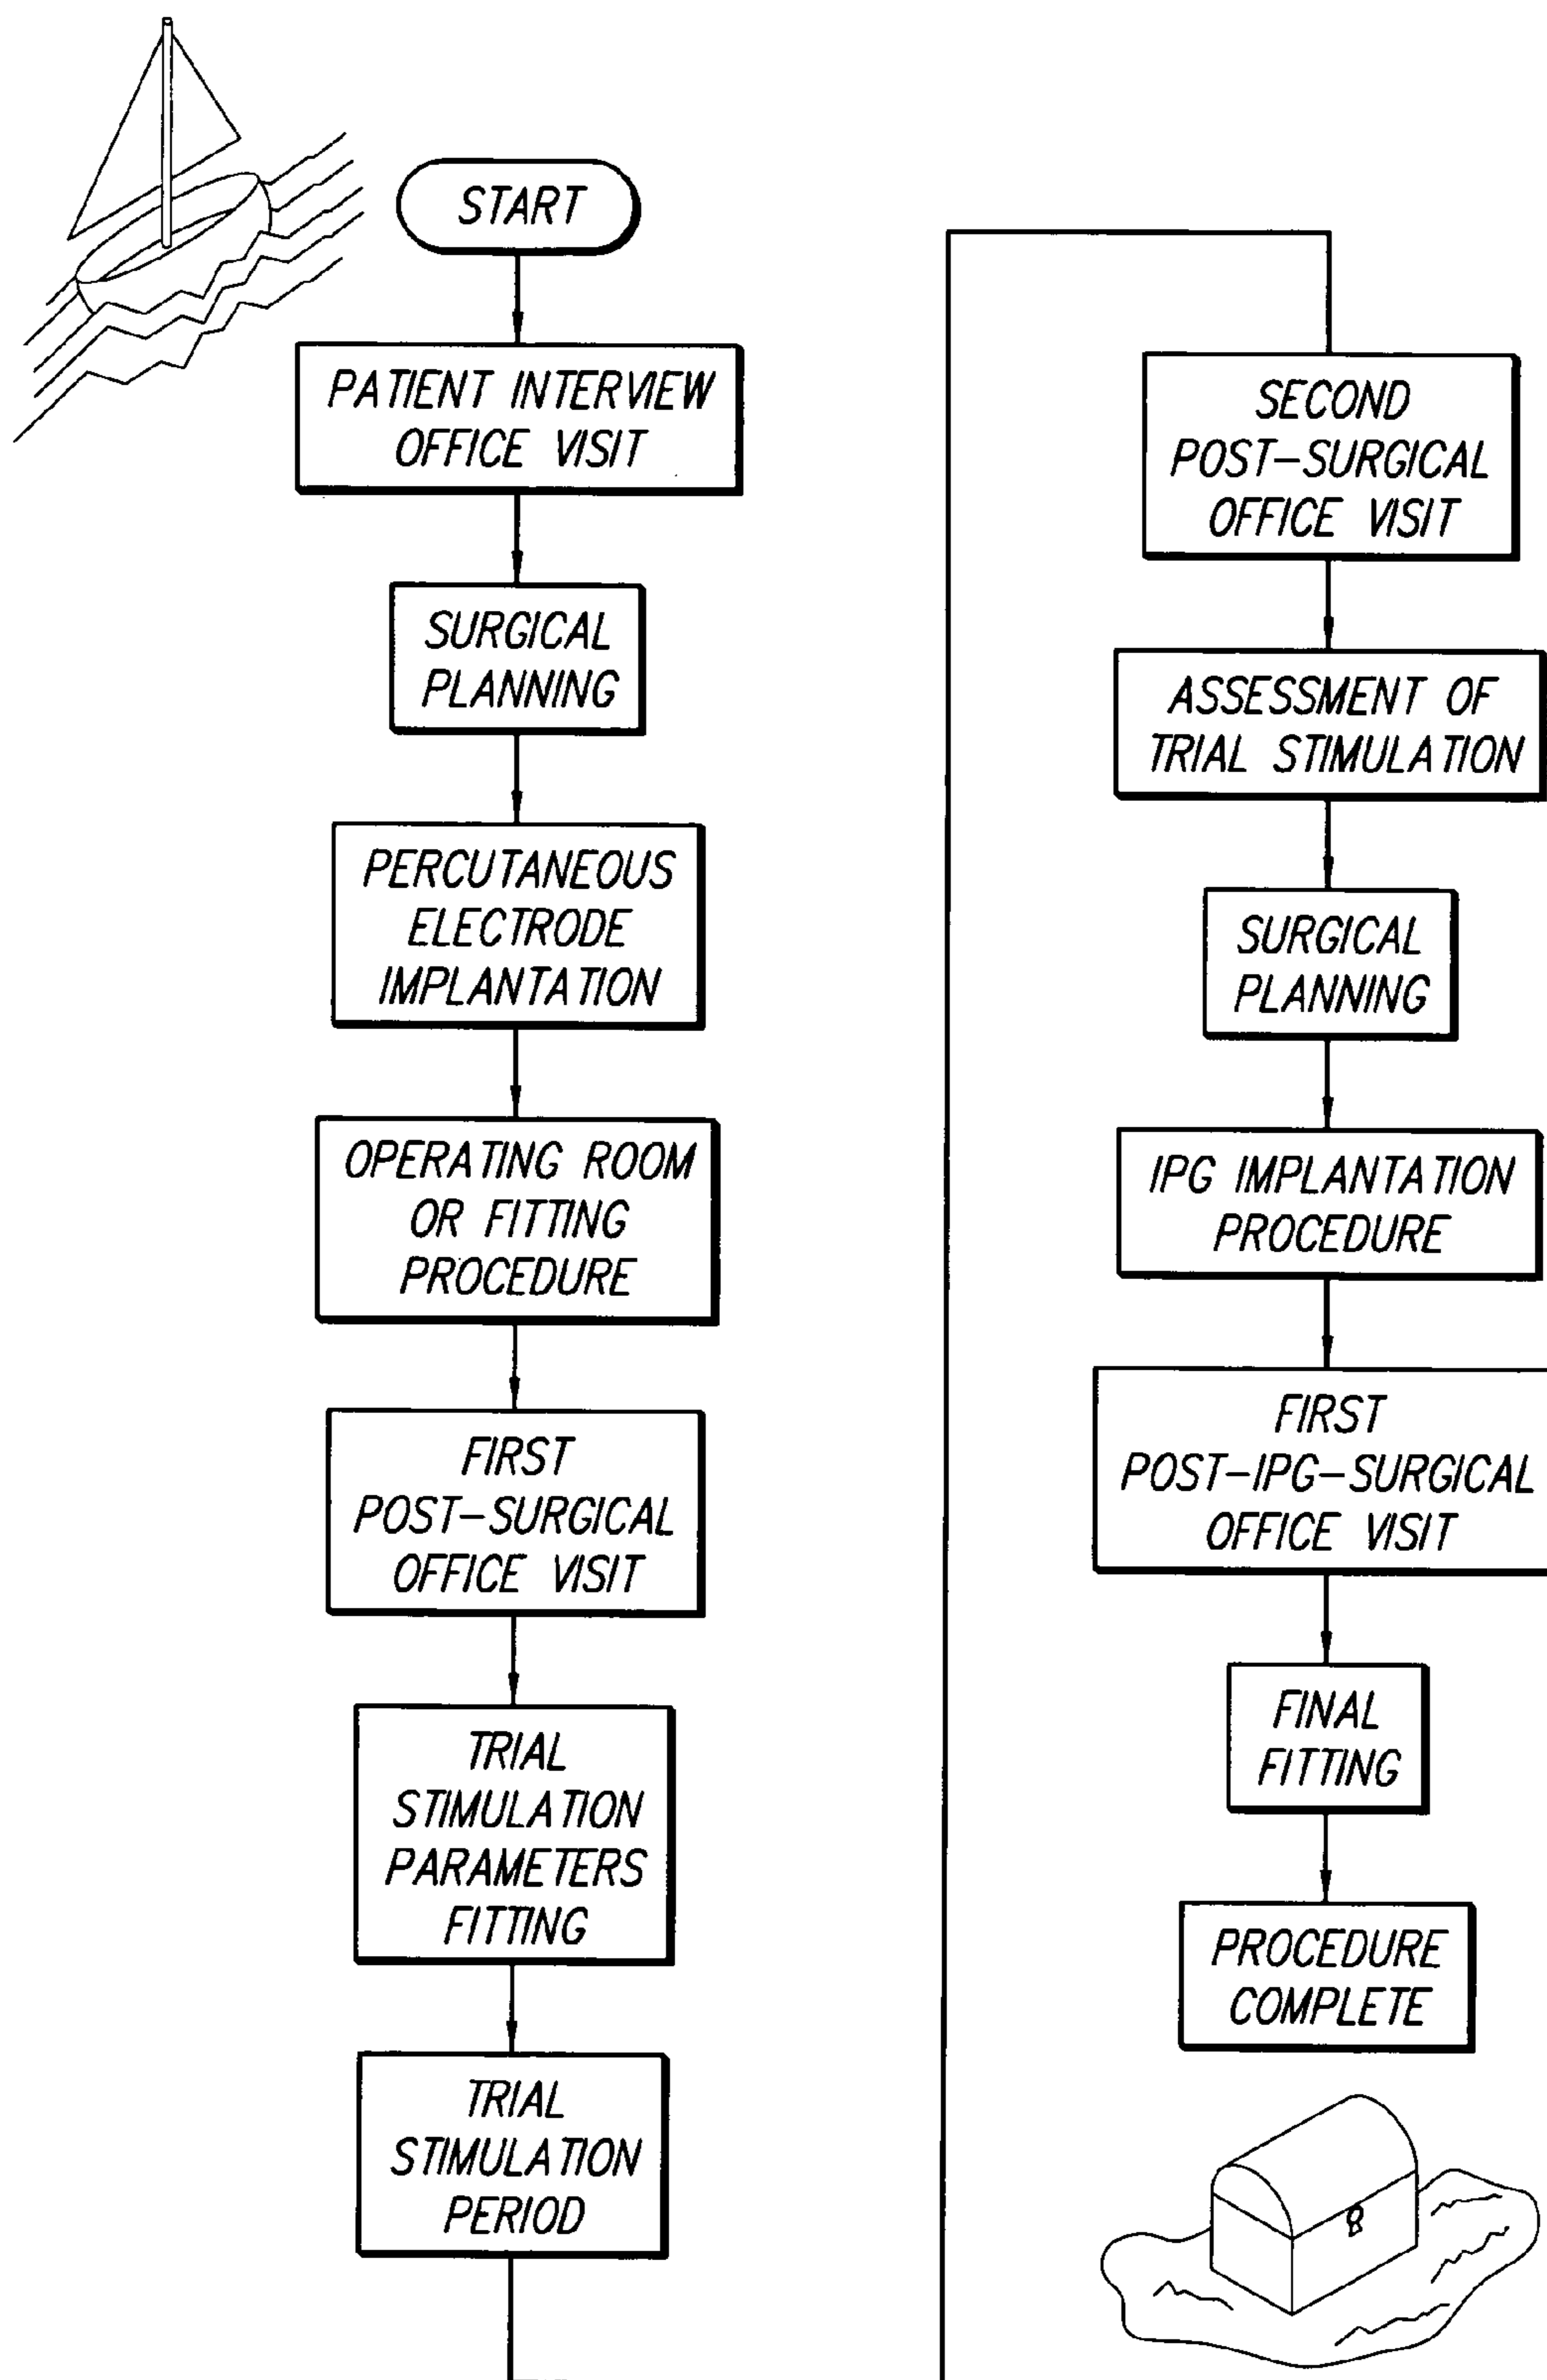 START
PATIENT INTERVIEW
OFFICE VISIT
SURGICAL
PLANNING
PERCUTANEOUS
ELECTRODE
IMPLANTATION
OPERATING ROOM
OR FITTING
PROCEDURE
FIRST
POST-SURGICAL
OFFICE VISIT
TRIAL
STIMULATION
PARAMETERS
FITTING
TRIAL
STIMULATION
PERIOD
SECOND
POST-SURGICAL
OFFICE VISIT
ASSESSMENT OF
TRIAL STIMULATION
SURGICAL
PLANNING
IPG IMPLANTATION
PROCEDURE
FIRST
POST-IPG-SURGICAL
OFFICE VISIT
FINAL
FITTING
PROCEDURE
COMPLETE